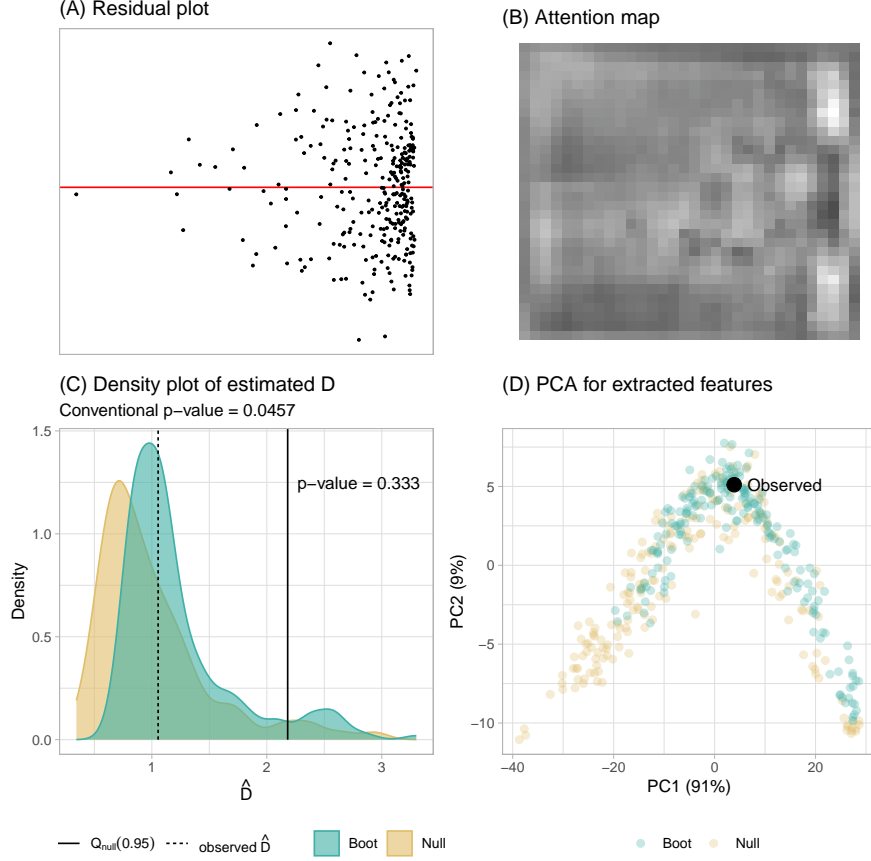 (A) Residual plot
(B) Attention map
(C) Density plot of estimated D
Conventional p−value = 0.0457
1.5
1.0
0.5
0.0
Density
p−value = 0.333
1
2
3
D̂
(D) PCA for extracted features
5
0
−5
−10
PC2 (9%)
Observed
−40
−20
0
20
PC1 (91%)
Qnull(0.95)
observed D̂
Boot
Null
Boot
Null